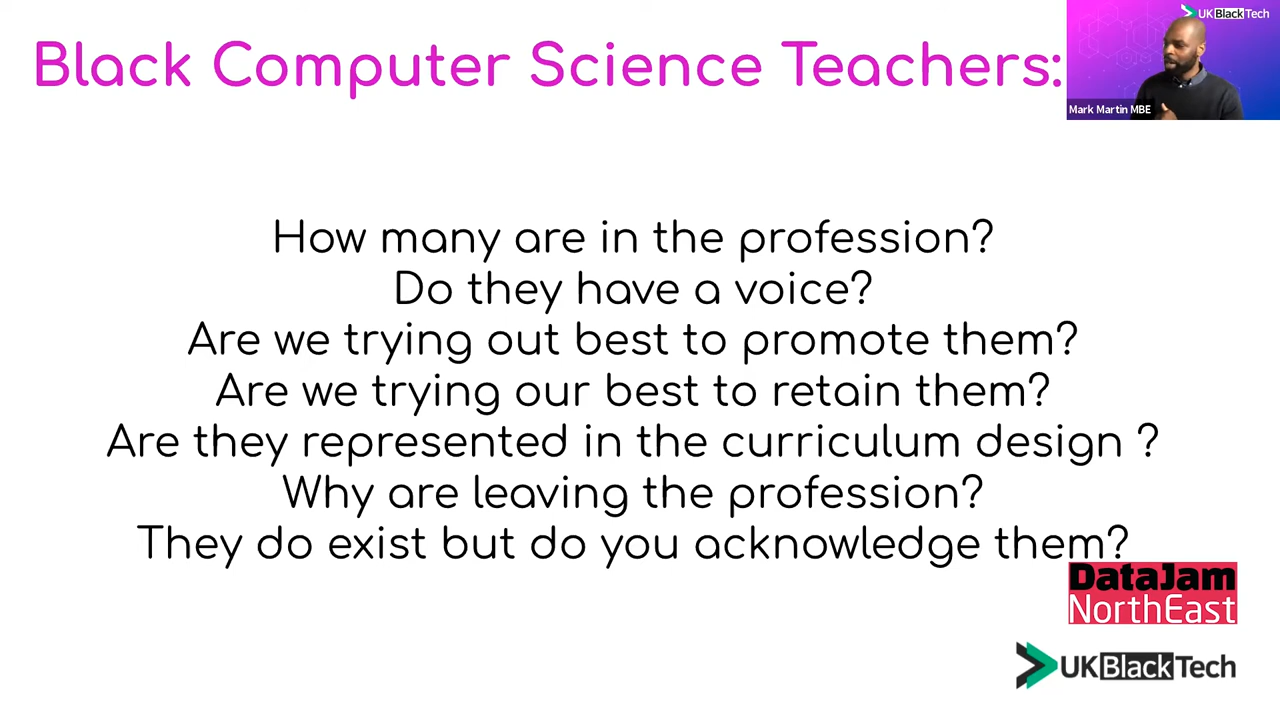 Black Computer Science Teachers:
UKBlackTech
Mark Martin MBE
How many are in the profession?
Do they have a voice?
Are we trying out best to promote them?
Are we trying our best to retain them?
Are they represented in the curriculum design ?
Why are leaving the profession?
They do exist but do you acknowledge them?
DataJam
NorthEast
UKBlackTech